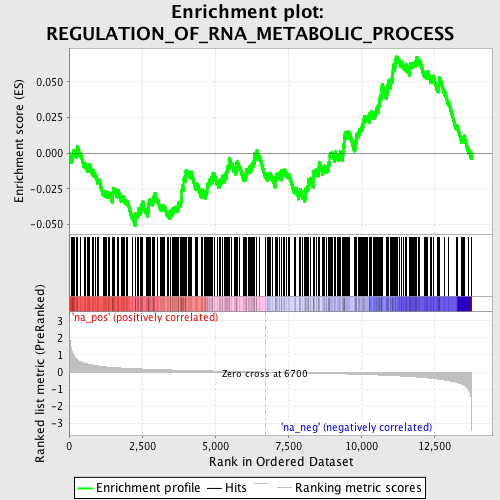 Enrichment plot:
REGULATION_OF_RNA_METABOLIC_PROCESS
Enrichment score (ES)
0.050
0.025
0.000
-0.025
-0.050
'na_pos' (positively correlated)
Ranked list metric (PreRanked)
3
2
1
0
-1
-2
-3
Zero cross at 6700
'na_neg' (negatively correlated)
0
2,500
5,000
7,500
10,000
12,500
Rank in Ordered Dataset
Enrichment profile
Hits
Ranking metric scores